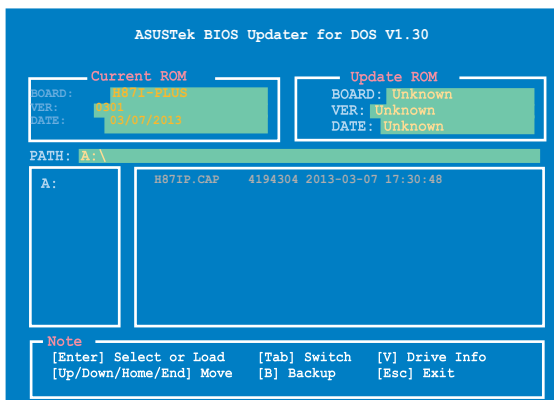 ASUSTek BIOS Updater for DOS V1.30
Current ROM
BOARD: H87I-PLUS
VER: 0301
DATE: 03/07/2013
Update ROM
BOARD: Unknown
VER: Unknown
DATE: Unknown
PATH: A:\
A:
H87IP.CAP 4194304 2013-03-07 17:30:48
Note
[Enter] Select or Load [Tab] Switch [V] Drive Info
[Up/Down/Home/End] Move [B] Backup [Esc] Exit